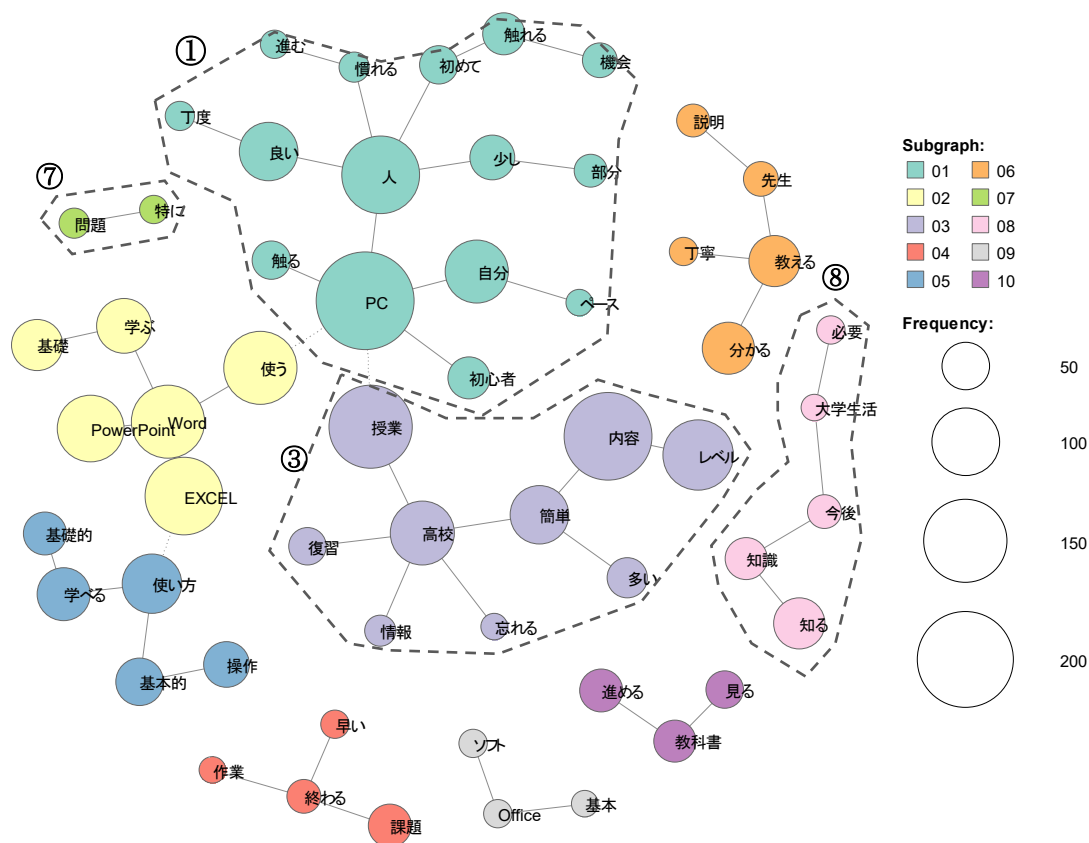 ①
進む
慣れる
初めて
触れる
機会
丁度
良い
人
少し
部分
触る
PC
自分
ペース
初心者
⑦
問題
特に
基礎
学ぶ
使う
PowerPoint
Word
EXCEL
基礎的
学べる
使い方
基本的
操作
③
授業
内容
レベル
高校
簡単
復習
多い
情報
忘れる
説明
先生
丁寧
教える
分かる
⑧
必要
大学生活
今後
知識
知る
進める
見る
教科書
早い
作業
終わる
課題
ソフト
Office
基本
Subgraph:
01
02
03
04
05
06
07
08
09
10
Frequency:
50
100
150
200